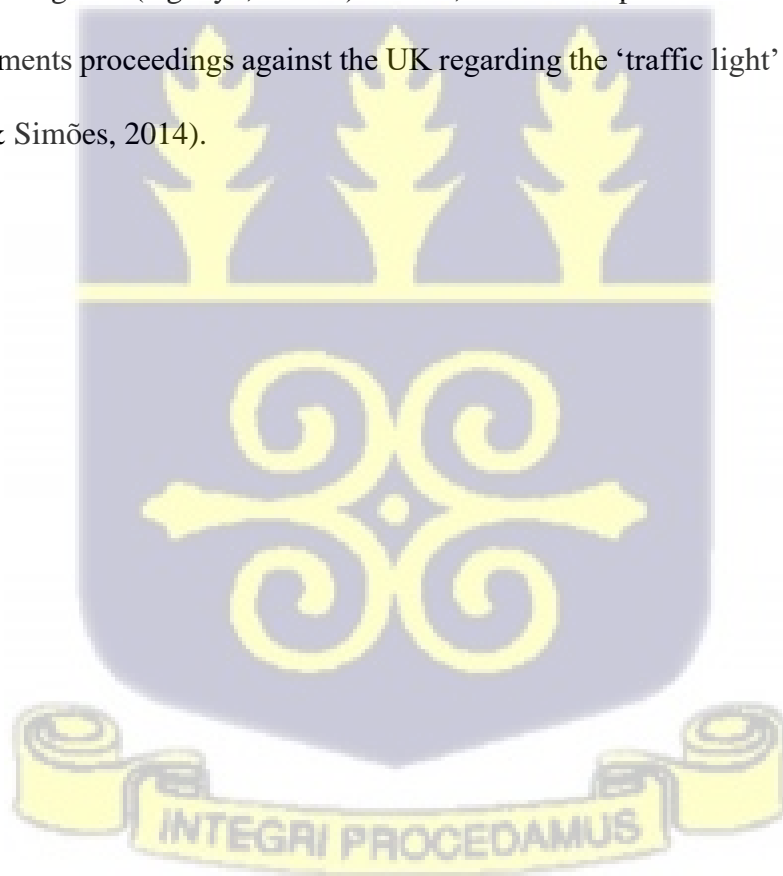 ments proceedings against the UK regarding the ‘traffic light’
& Simões, 2014).
INTEGRI PROCEDAMUS